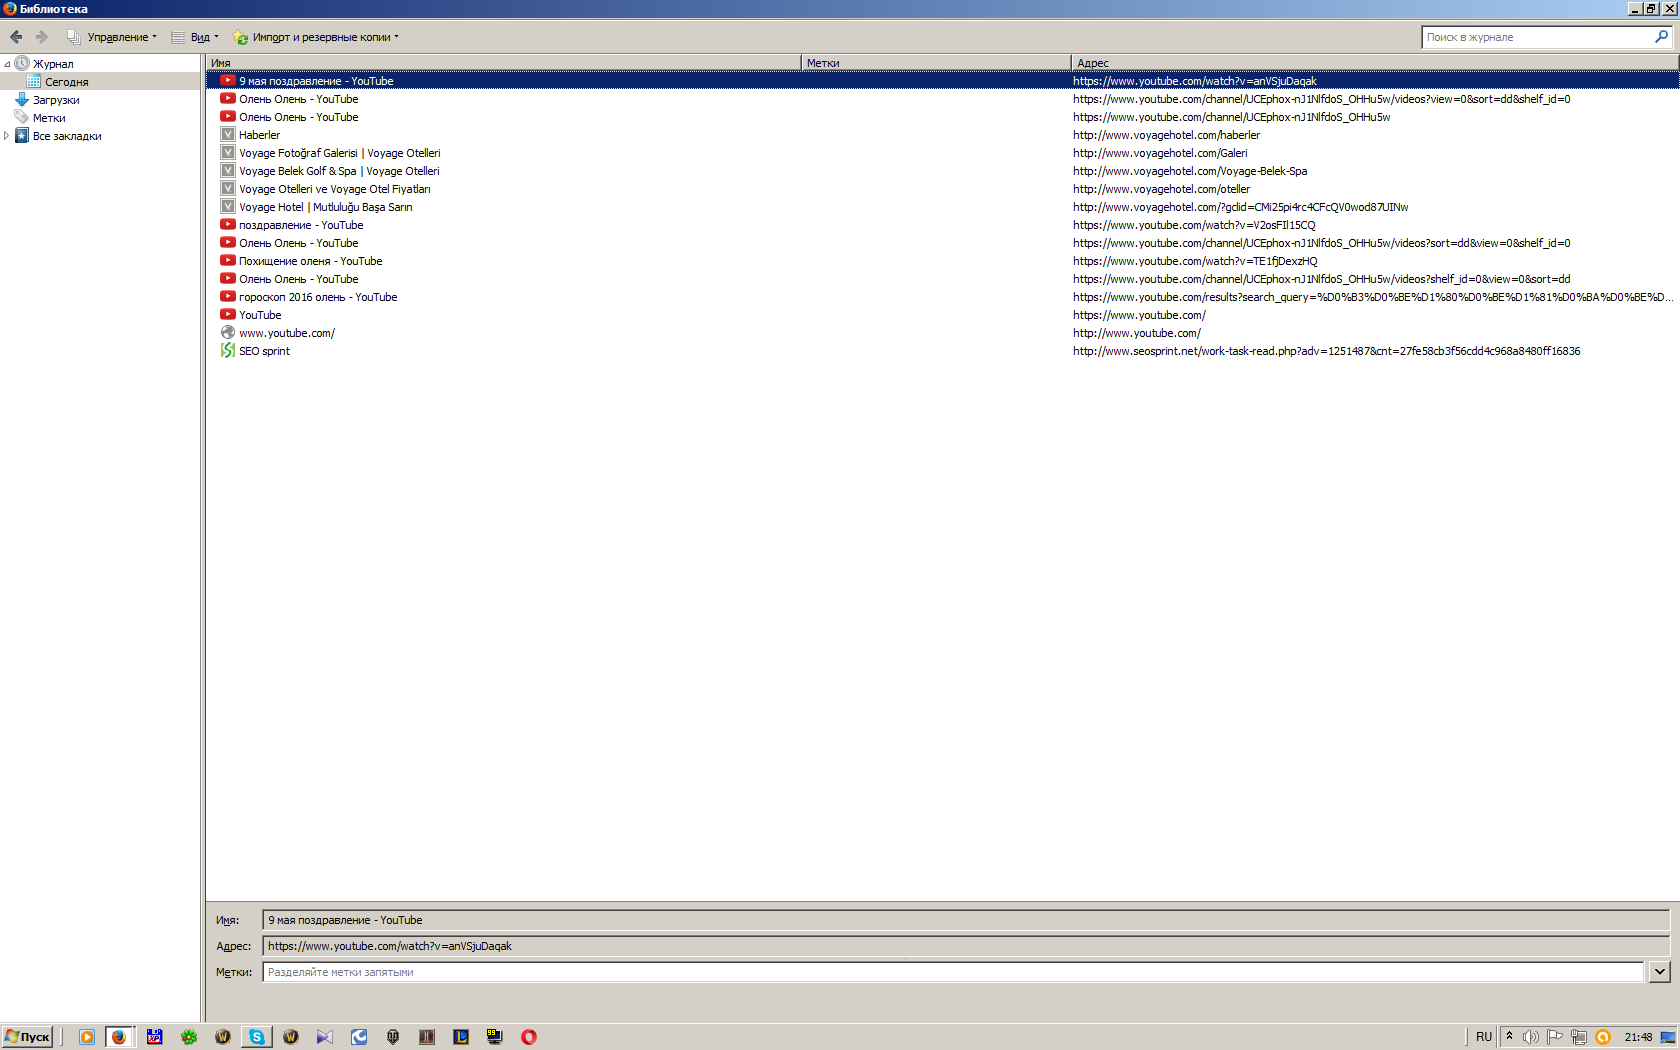 Библиотека
Управление Вид Импорт и резервные копии Поиск в журнале
Журнал
Сегодня
Загрузки
Метки
Все закладки
Имя Метки Адрес
9 мая поздравление - YouTube https://www.youtube.com/watch?v=anVSjuDaqak
Олень Олень - YouTube https://www.youtube.com/channel/UCEphox-nJ1NlfdoS_OHHu5w/videos?view=0&sort=dd&shelf_id=0
Олень Олень - YouTube https://www.youtube.com/channel/UCEphox-nJ1NlfdoS_OHHu5w
Haberler http://www.voyagehotel.com/haberler
Voyage Fotoğraf Galerisi | Voyage Otelleri http://www.voyagehotel.com/Galeri
Voyage Belek Golf & Spa | Voyage Otelleri http://www.voyagehotel.com/Voyage-Belek-Spa
Voyage Otelleri ve Voyage Otel Fiyatları http://www.voyagehotel.com/oteller
Voyage Hotel | Mutluluğu Başa Sarın http://www.voyagehotel.com/?gclid=CMi25pi4rc4CFcQV0wod87UINw
поздравление - YouTube https://www.youtube.com/watch?v=V2osFIl15CQ
Олень Олень - YouTube https://www.youtube.com/channel/UCEphox-nJ1NlfdoS_OHHu5w/videos?sort=dd&view=0&shelf_id=0
Похищение оленя - YouTube https://www.youtube.com/watch?v=TE1fjDexzHQ
Олень Олень - YouTube https://www.youtube.com/channel/UCEphox-nJ1NlfdoS_OHHu5w/videos?shelf_id=0&view=0&sort=dd
гороскоп 2016 олень - YouTube https://www.youtube.com/results?search_query=%D0%B3%D0%BE%D1%80%D0%BE%D1%81%D0%BA%D0%BE%D...
YouTube https://www.youtube.com/
www.youtube.com/ http://www.youtube.com/
SEO sprint http://www.seosprint.net/work-task-read.php?adv=1251487&cnt=27fe58cb3f56cdd4c968a8480ff16836
Имя: 9 мая поздравление - YouTube
Адрес: https://www.youtube.com/watch?v=anVSjuDaqak
Метки: Разделяйте метки запятыми
Пуск RU 21:48